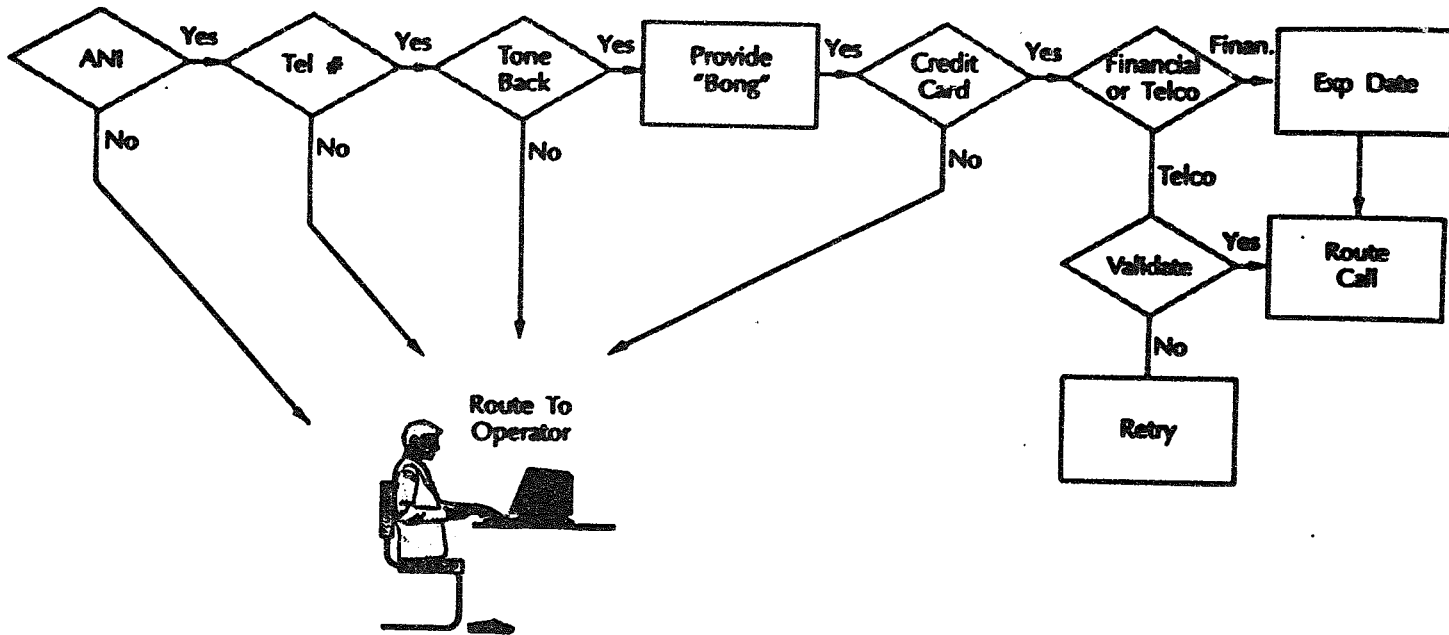 ANI
Yes
Tel #
Yes
Tone
Back
Yes
Provide
"Bong"
Yes
Credit
Card
Yes
Financial
or Telco
Finan.
Exp Date
No
No
No
No
Telco
Validate
Yes
Route
Call
No
Retry
Route To
Operator